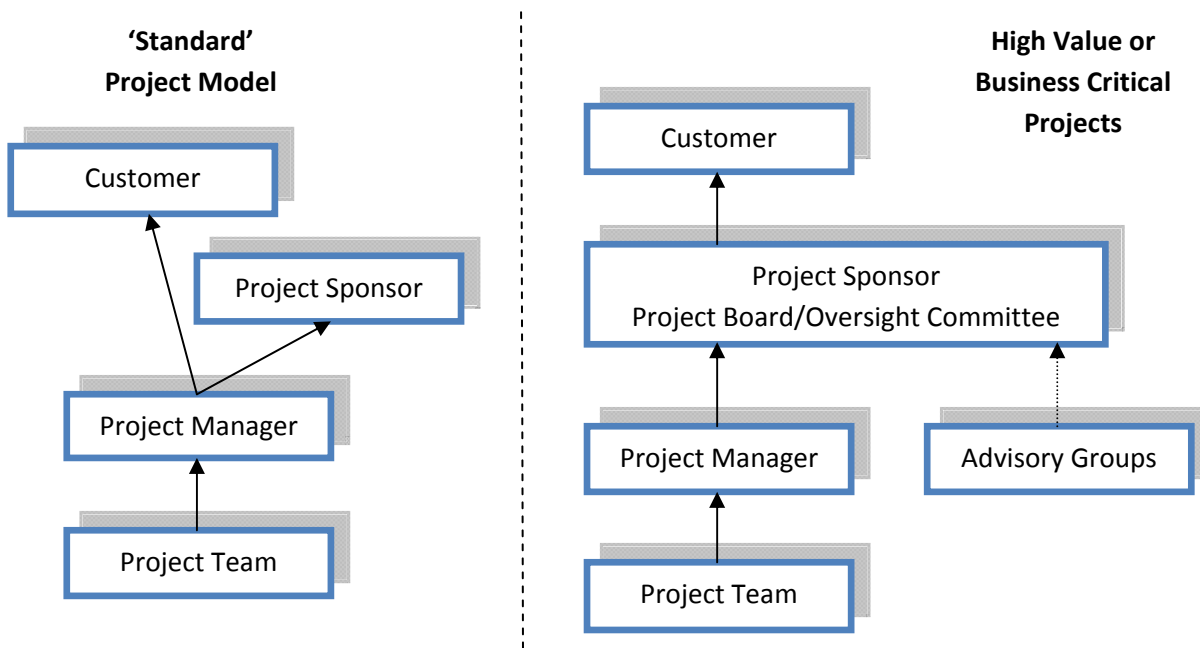 ‘Standard’
Project Model
Customer
Project Sponsor
Project Manager
Project Team
High Value or
Business Critical
Projects
Customer
Project Sponsor
Project Board/Oversight Committee
Project Manager
Advisory Groups
Project Team